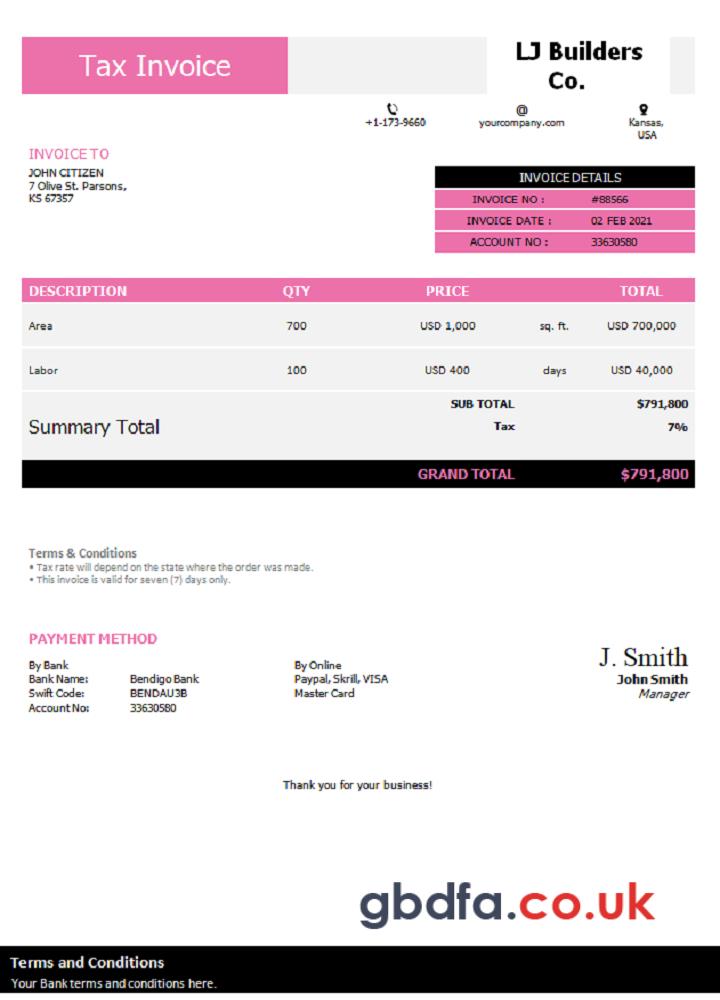 Tax Invoice
LJ Builders
Co.
+1-173-9660
@
yourcompany.com
Kansas,
USA
INVOICE TO
JOHN CITIZEN
7 Olive St. Parsons,
KS 67357
INVOICE DETAILS
INVOICE NO : #88566
INVOICE DATE : 02 FEB 2021
ACCOUNT NO : 33630580
DESCRIPTION QTY PRICE TOTAL
Area 700 USD 1,000 sq. ft. USD 700,000
Labor 100 USD 400 days USD 40,000
SUB TOTAL $791,800
Summary Total
Tax 7%
GRAND TOTAL $791,800
Terms & Conditions
• Tax rate will depend on the state where the order was made.
• This invoice is valid for seven (7) days only.
PAYMENT METHOD
By Bank
Bank Name: Bendigo Bank
Swift Code: BENDAU3B
Account No: 33630580
By Online
Paypal, Skrill, VISA
Master Card
J. Smith
John Smith
Manager
Thank you for your business!
gbdfa.co.uk
Terms and Conditions
Your Bank terms and conditions here.